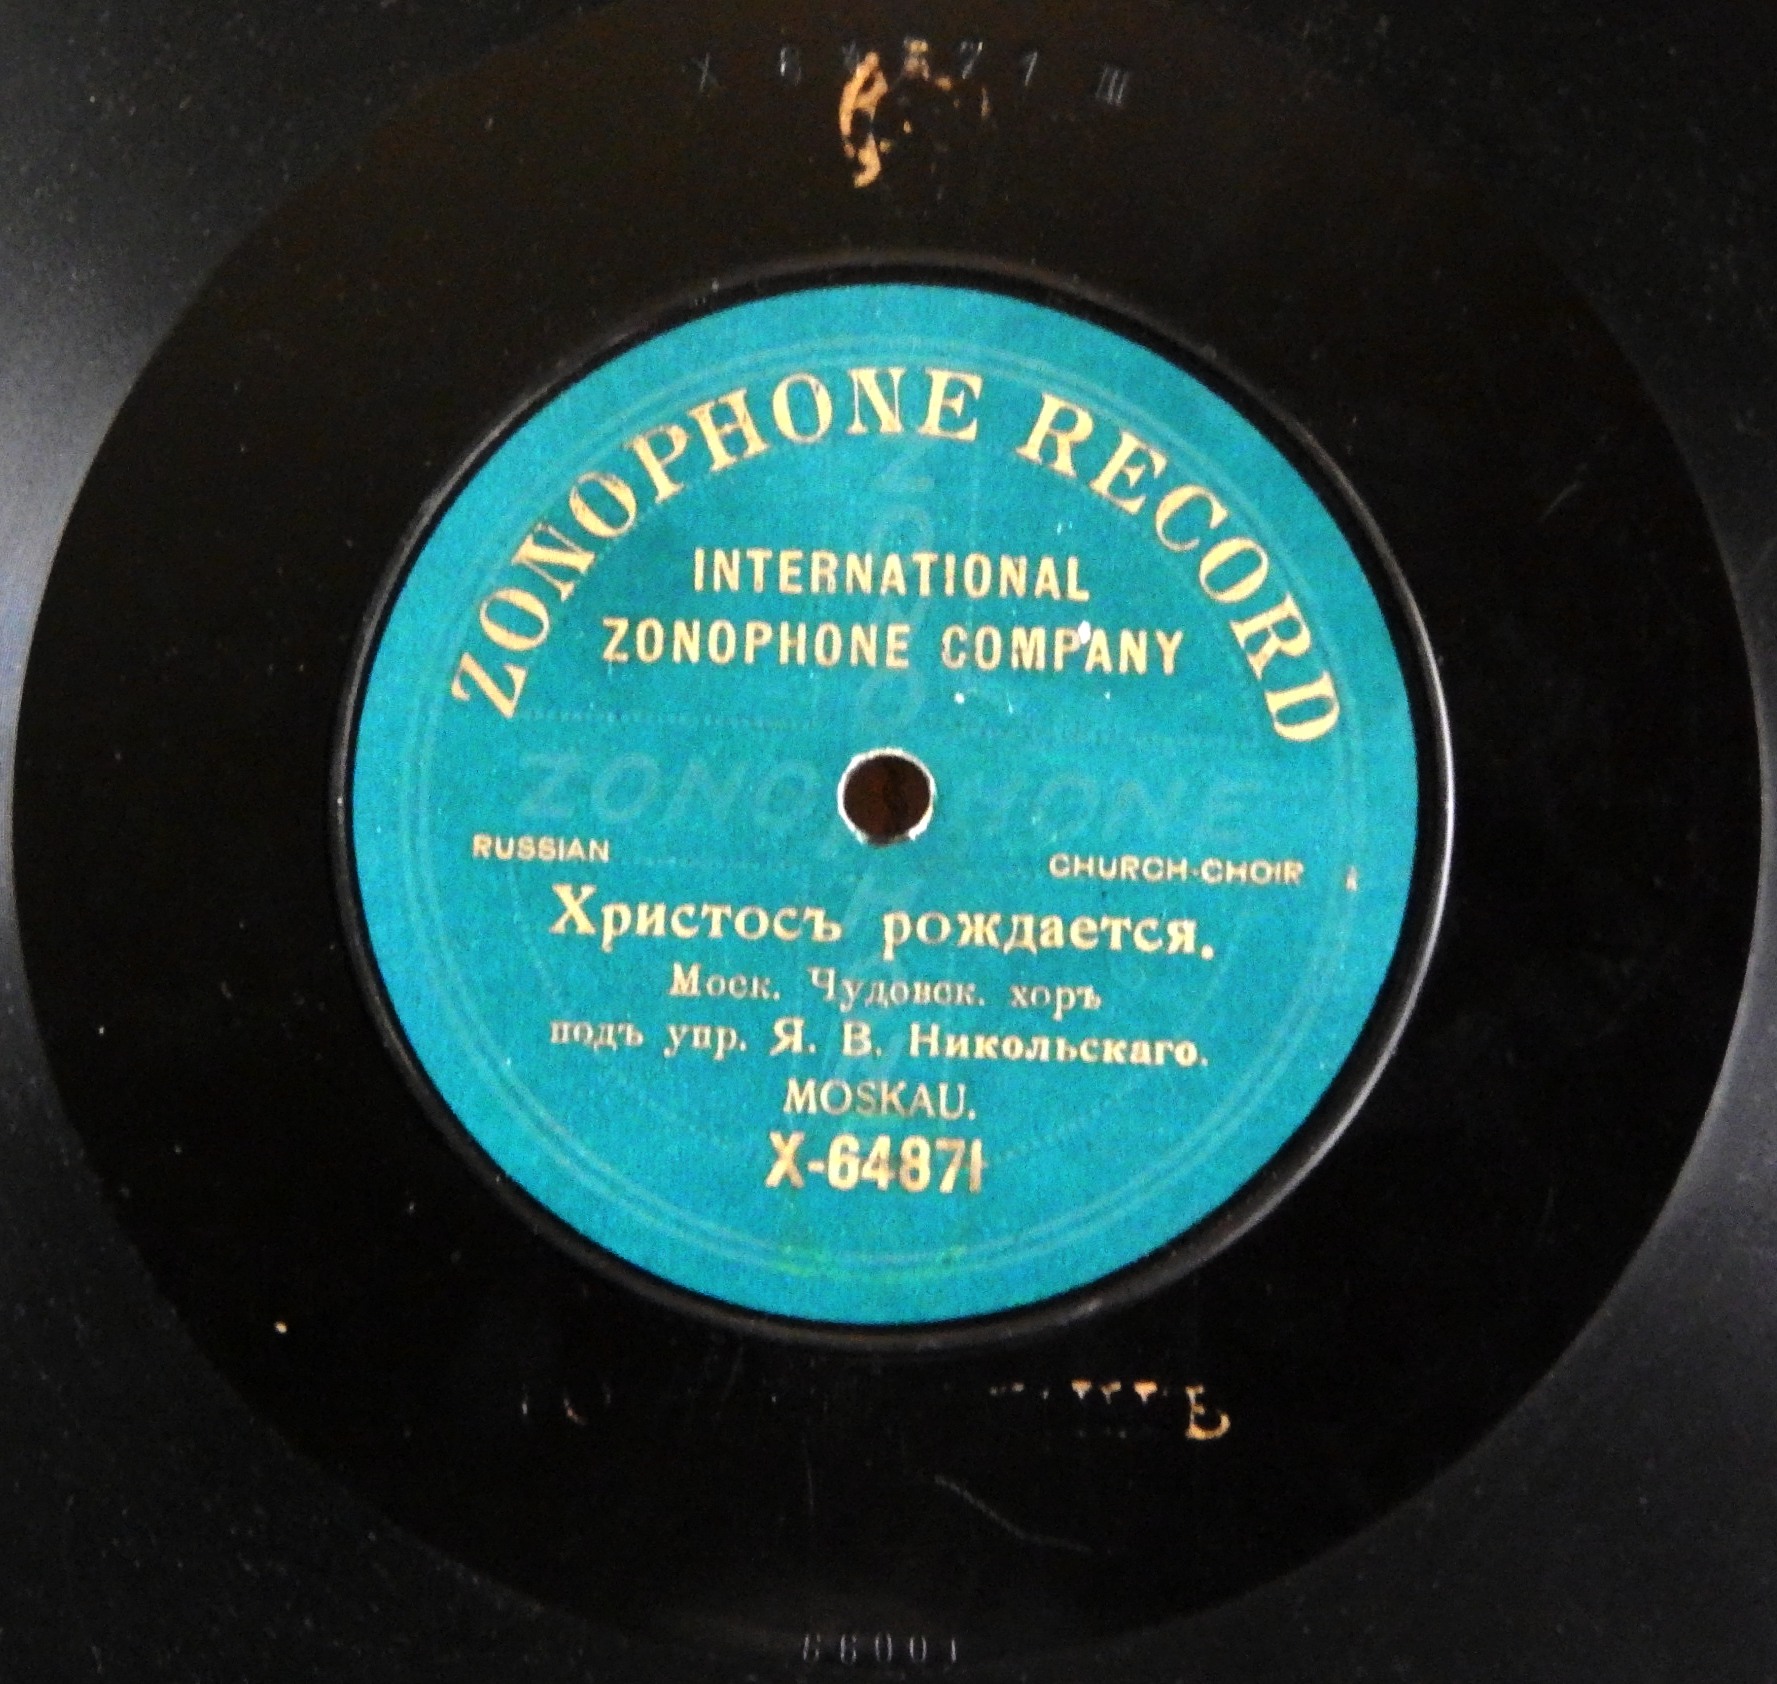 ZONOPHONE RECORD
INTERNATIONAL
ZONOPHONE COMPANY
ZONOPHONE
RUSSIAN CHURCH-CHOIR
Христосъ рождается.
Моск. Чудовск. хоръ
подъ упр. Я. В. Никольскаго.
MOSKAU.
X-64871